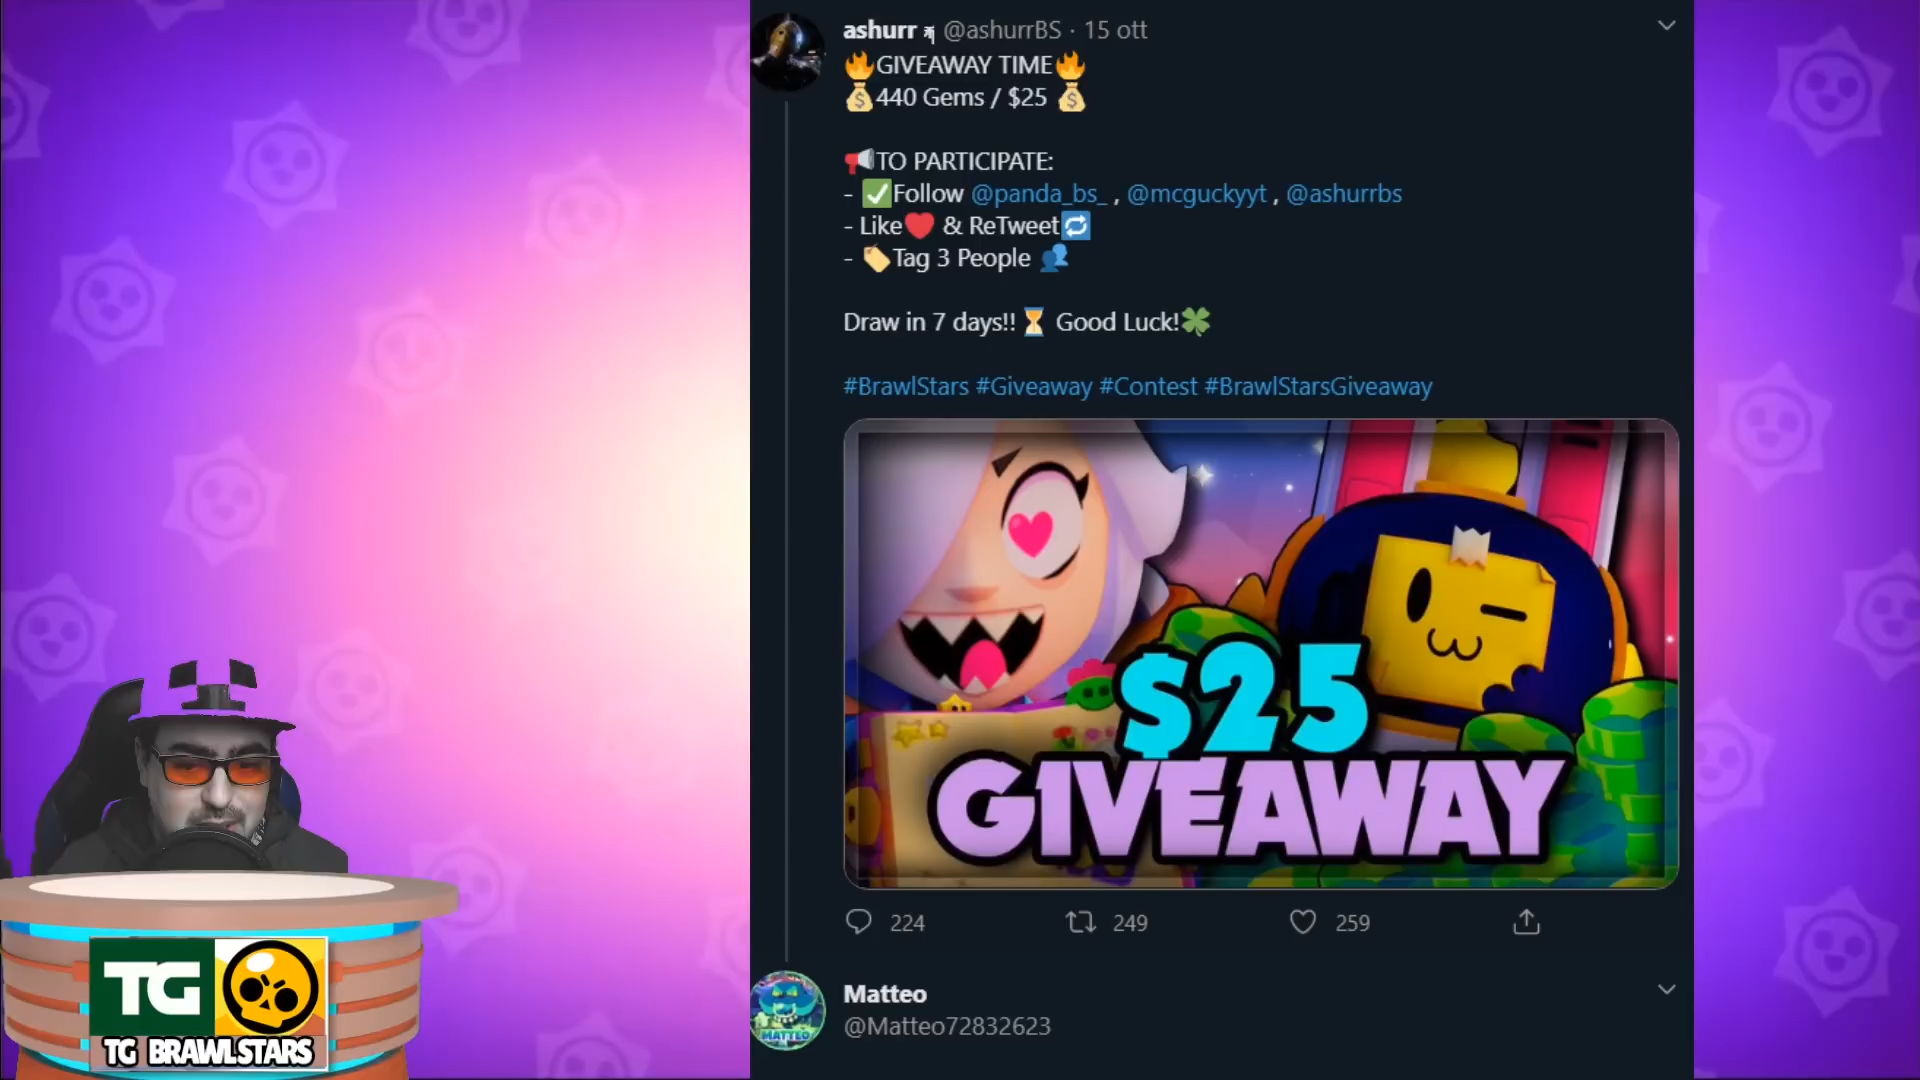 ashurr @ashurrBS · 15 ott
🔥GIVEAWAY TIME🔥
💰440 Gems / $25 💰
📢TO PARTICIPATE:
- ✅Follow @panda_bs_ , @mcguckyyt , @ashurrbs
- Like❤️ & ReTweet🔁
- 🏷️Tag 3 People 👥
Draw in 7 days!!⏳ Good Luck!🍀
#BrawlStars #Giveaway #Contest #BrawlStarsGiveaway
$25
GIVEAWAY
224 249 259
MATTEO
Matteo
@Matteo72832623
TG
TG BRAWLSTARS